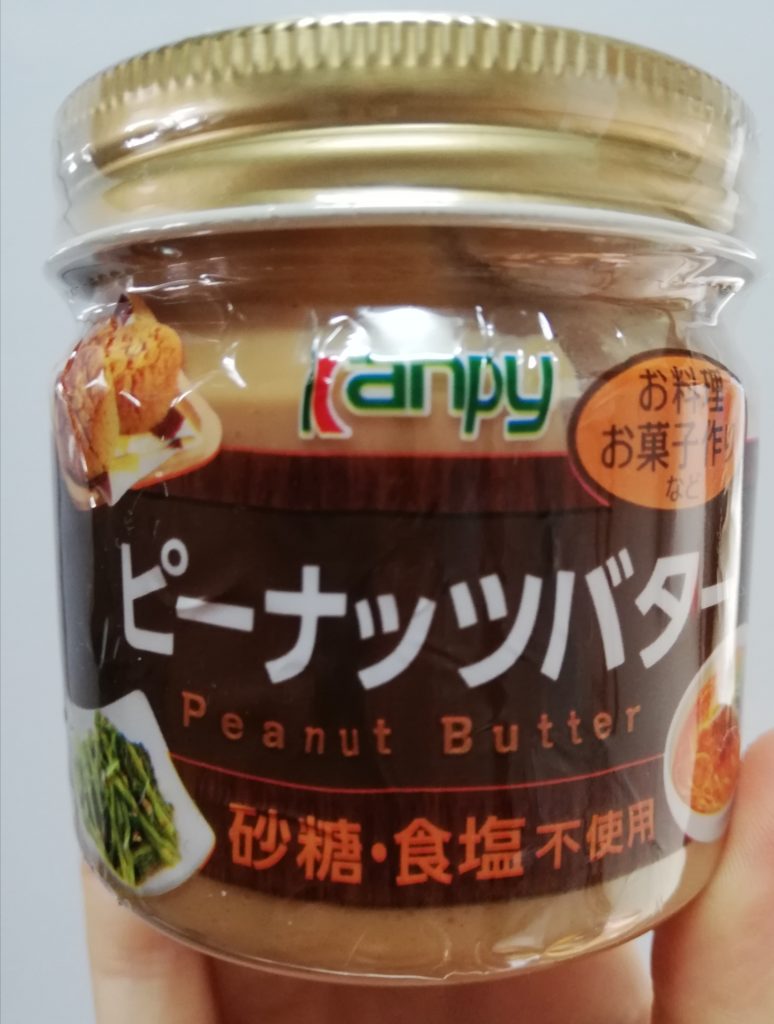 Kanpy
お料理
お菓子作り
など
ピーナッツバター
Peanut Butter
砂糖・食塩不使用